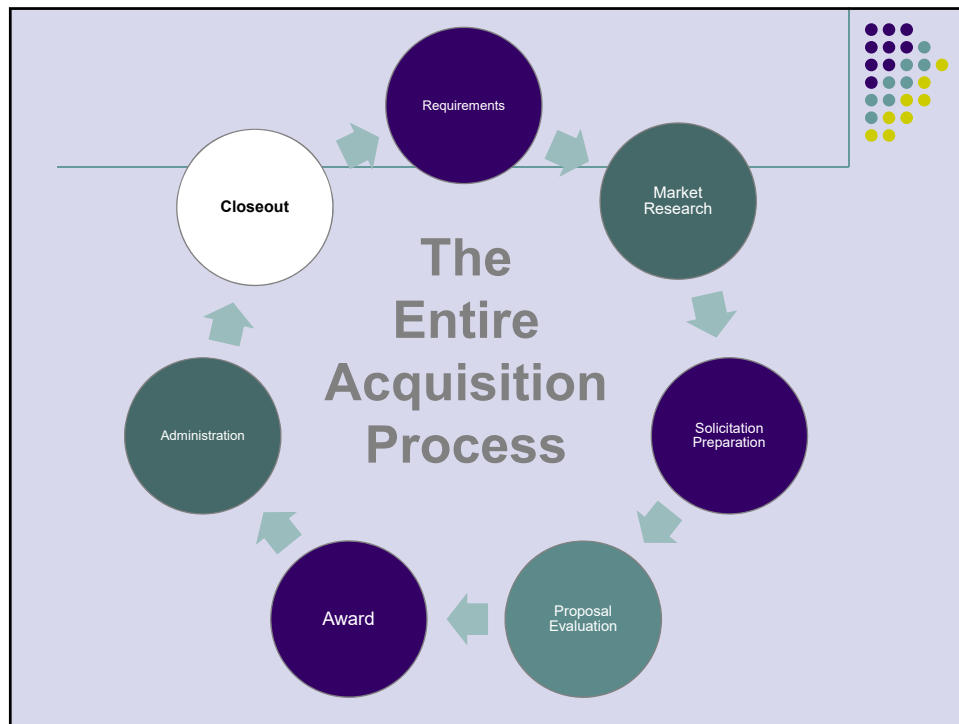 Requirements
Market
Research
Solicitation
Preparation
Proposal
Evaluation
Award
Administration
Closeout
The
Entire
Acquisition
Process